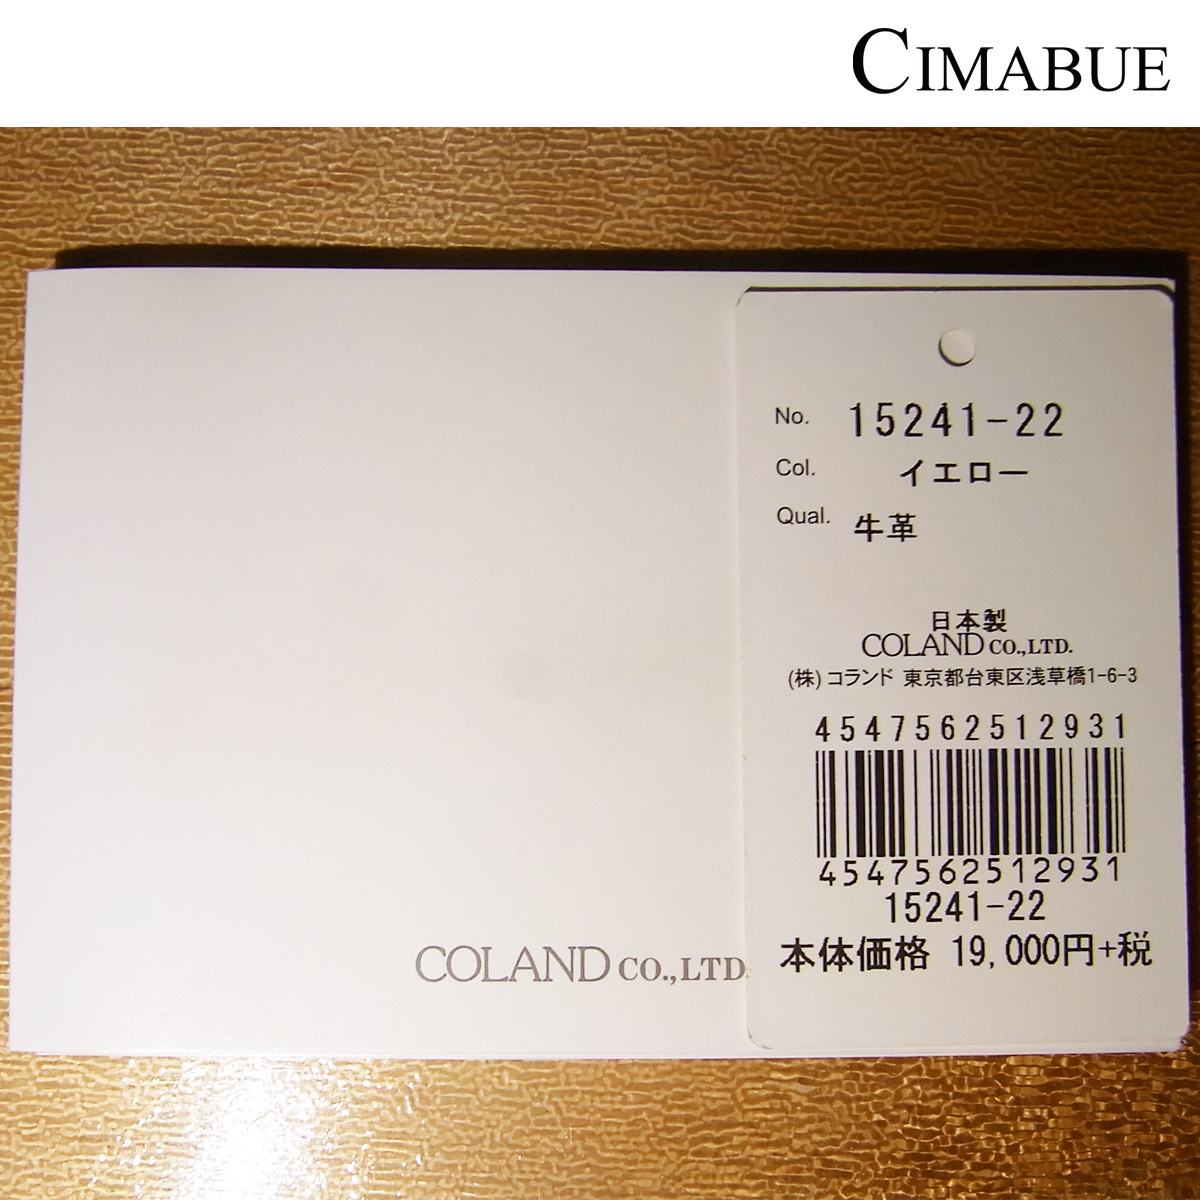 CIMABUE
No. 15241-22
Col. イエロー
Qual. 牛革
日本製
COLAND CO.,LTD.
(株) コランド 東京都台東区浅草橋1-6-3
4547562512931
4547562512931
15241-22
本体価格 19,000円+税
COLAND CO.,LTD